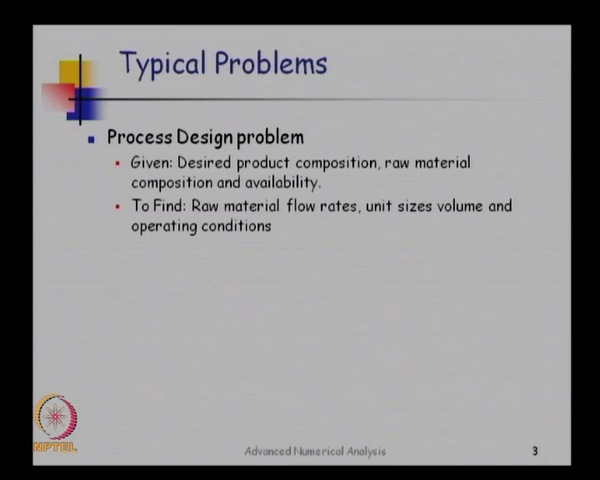 Typical Problems
Process Design problem
Given: Desired product composition, raw material
composition and availability.
To Find: Raw material flow rates, unit sizes volume and
operating conditions
NPTEL
Advanced Numerical Analysis
3